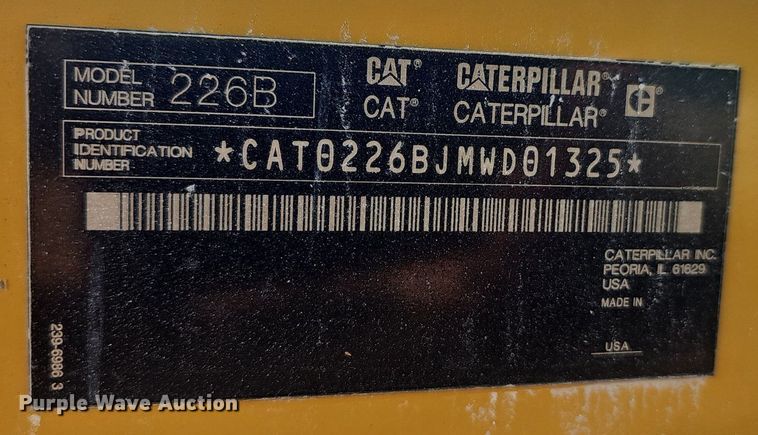 MODEL
NUMBER 226B
CAT CATERPILLAR®
CAT® CATERPILLAR®
PRODUCT
IDENTIFICATION
NUMBER
*CAT0226BJMWD01325*
CATERPILLAR INC.
PEORIA, IL 61629
USA
MADE IN
USA
239-6986 3
Purple Wave Auction